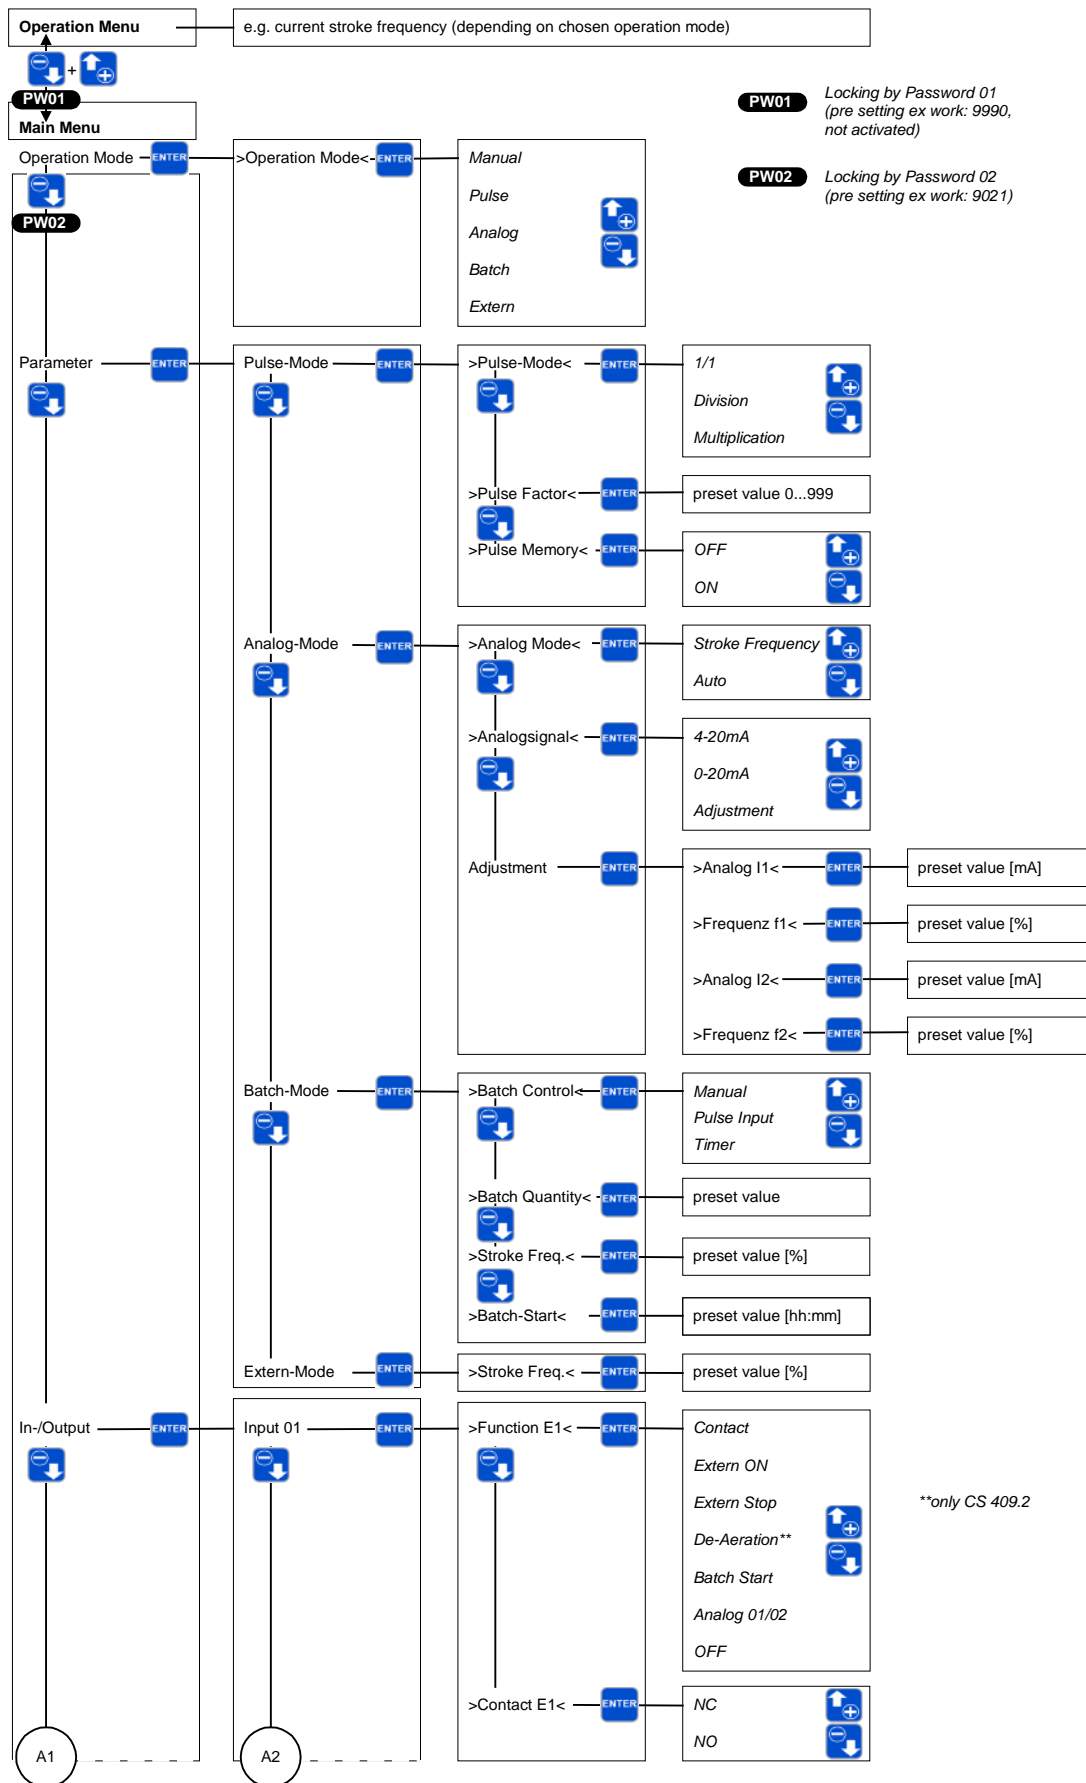 Operation Menu
e.g. current stroke frequency (depending on chosen operation mode)
+
PW01
Main Menu
PW01
Locking by Password 01
(pre setting ex work: 9990,
not activated)
PW02
Locking by Password 02
(pre setting ex work: 9021)
Operation Mode ENTER >Operation Mode< ENTER Manual
PW02
Pulse
Analog
Batch
Extern
Parameter ENTER Pulse-Mode ENTER >Pulse-Mode< ENTER 1/1
Division
Multiplication
>Pulse Factor< ENTER preset value 0...999
>Pulse Memory< ENTER OFF
ON
Analog-Mode ENTER >Analog Mode< ENTER Stroke Frequency
Auto
>Analogsignal< ENTER 4-20mA
0-20mA
Adjustment
Adjustment ENTER >Analog I1< ENTER preset value [mA]
>Frequenz f1< ENTER preset value [%]
>Analog I2< ENTER preset value [mA]
>Frequenz f2< ENTER preset value [%]
Batch-Mode ENTER >Batch Control< ENTER Manual
Pulse Input
Timer
>Batch Quantity< ENTER preset value
>Stroke Freq.< ENTER preset value [%]
>Batch-Start< ENTER preset value [hh:mm]
Extern-Mode ENTER >Stroke Freq.< ENTER preset value [%]
In-/Output ENTER Input 01 ENTER >Function E1< ENTER Contact
Extern ON
Extern Stop
**only CS 409.2
De-Aeration**
Batch Start
Analog 01/02
OFF
>Contact E1< ENTER NC
NO
A1
A2